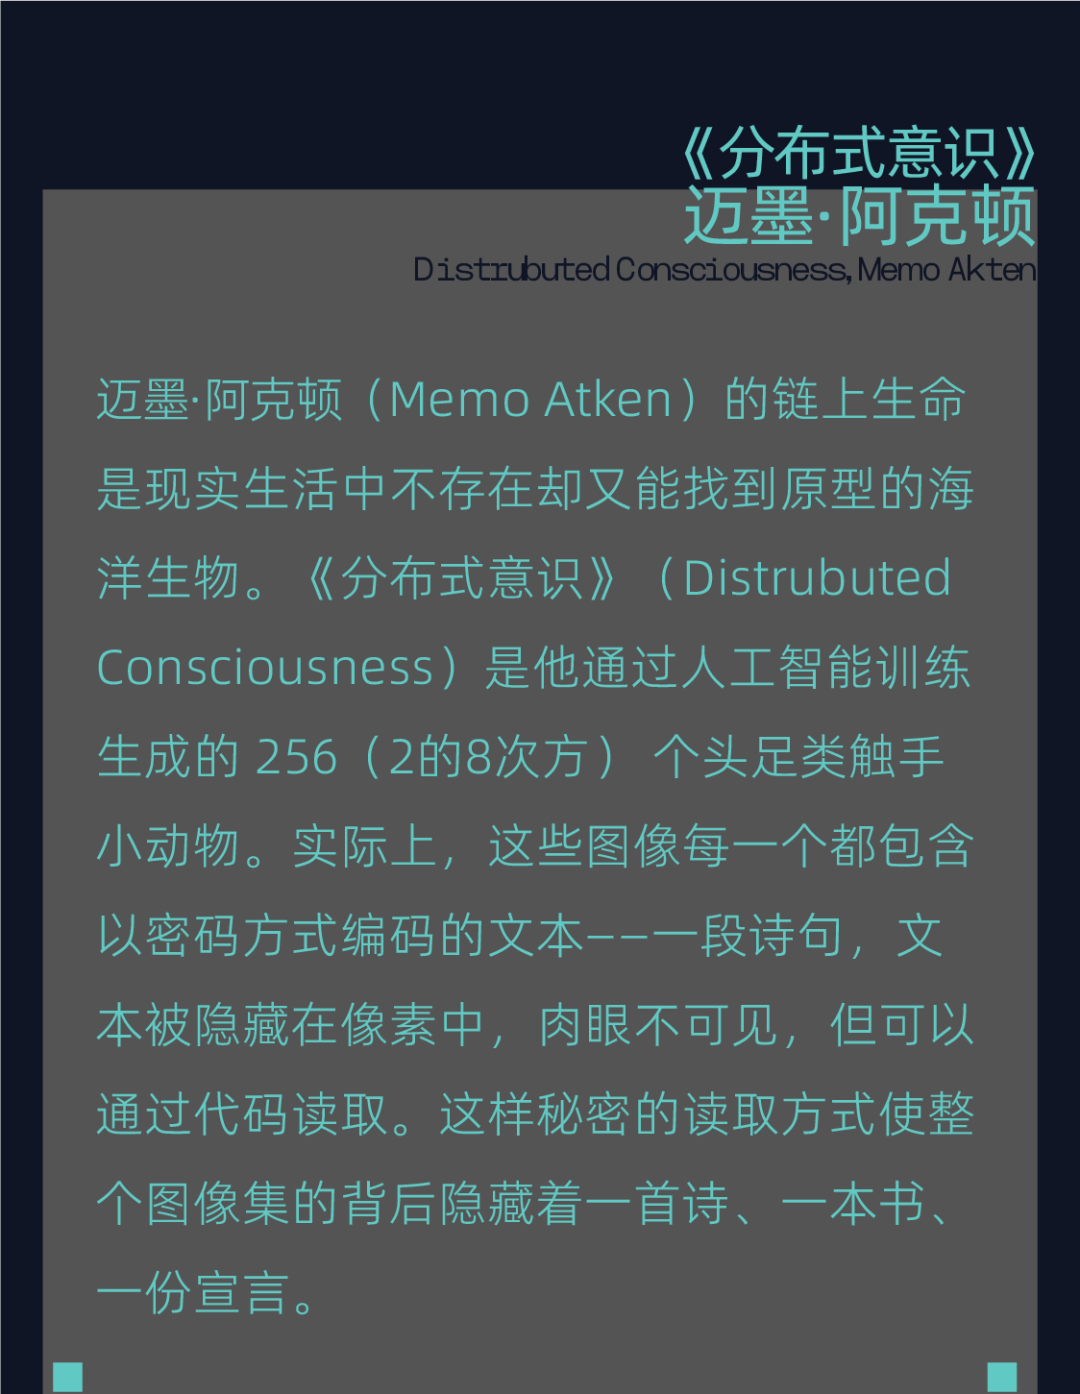 《分布式意识》
迈墨·阿克顿
Distrubuted Consciousness, Memo Akten
迈墨·阿克顿（Memo Atken）的链上生命
是现实生活中不存在却又能找到原型的海
洋生物。《分布式意识》（Distrubuted
Consciousness）是他通过人工智能训练
生成的 256（2的8次方） 个头足类触手
小动物。实际上，这些图像每一个都包含
以密码方式编码的文本——一段诗句，文
本被隐藏在像素中，肉眼不可见，但可以
通过代码读取。这样秘密的读取方式使整
个图像集的背后隐藏着一首诗、一本书、
一份宣言。